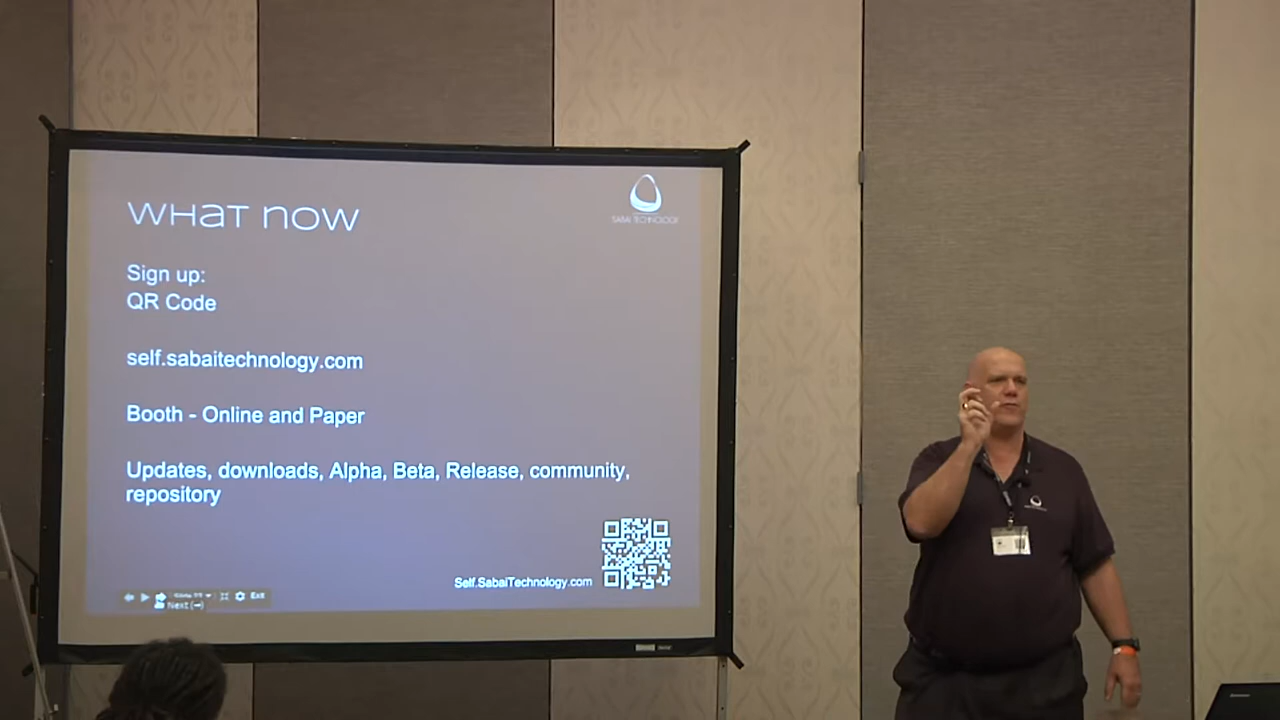 WHAT NOW
SABAI TECHNOLOGY
Sign up:
QR Code
self.sabaitechnology.com
Booth - Online and Paper
Updates, downloads, Alpha, Beta, Release, community,
repository
Self.SabaiTechnology.com
Exit
Next (→)